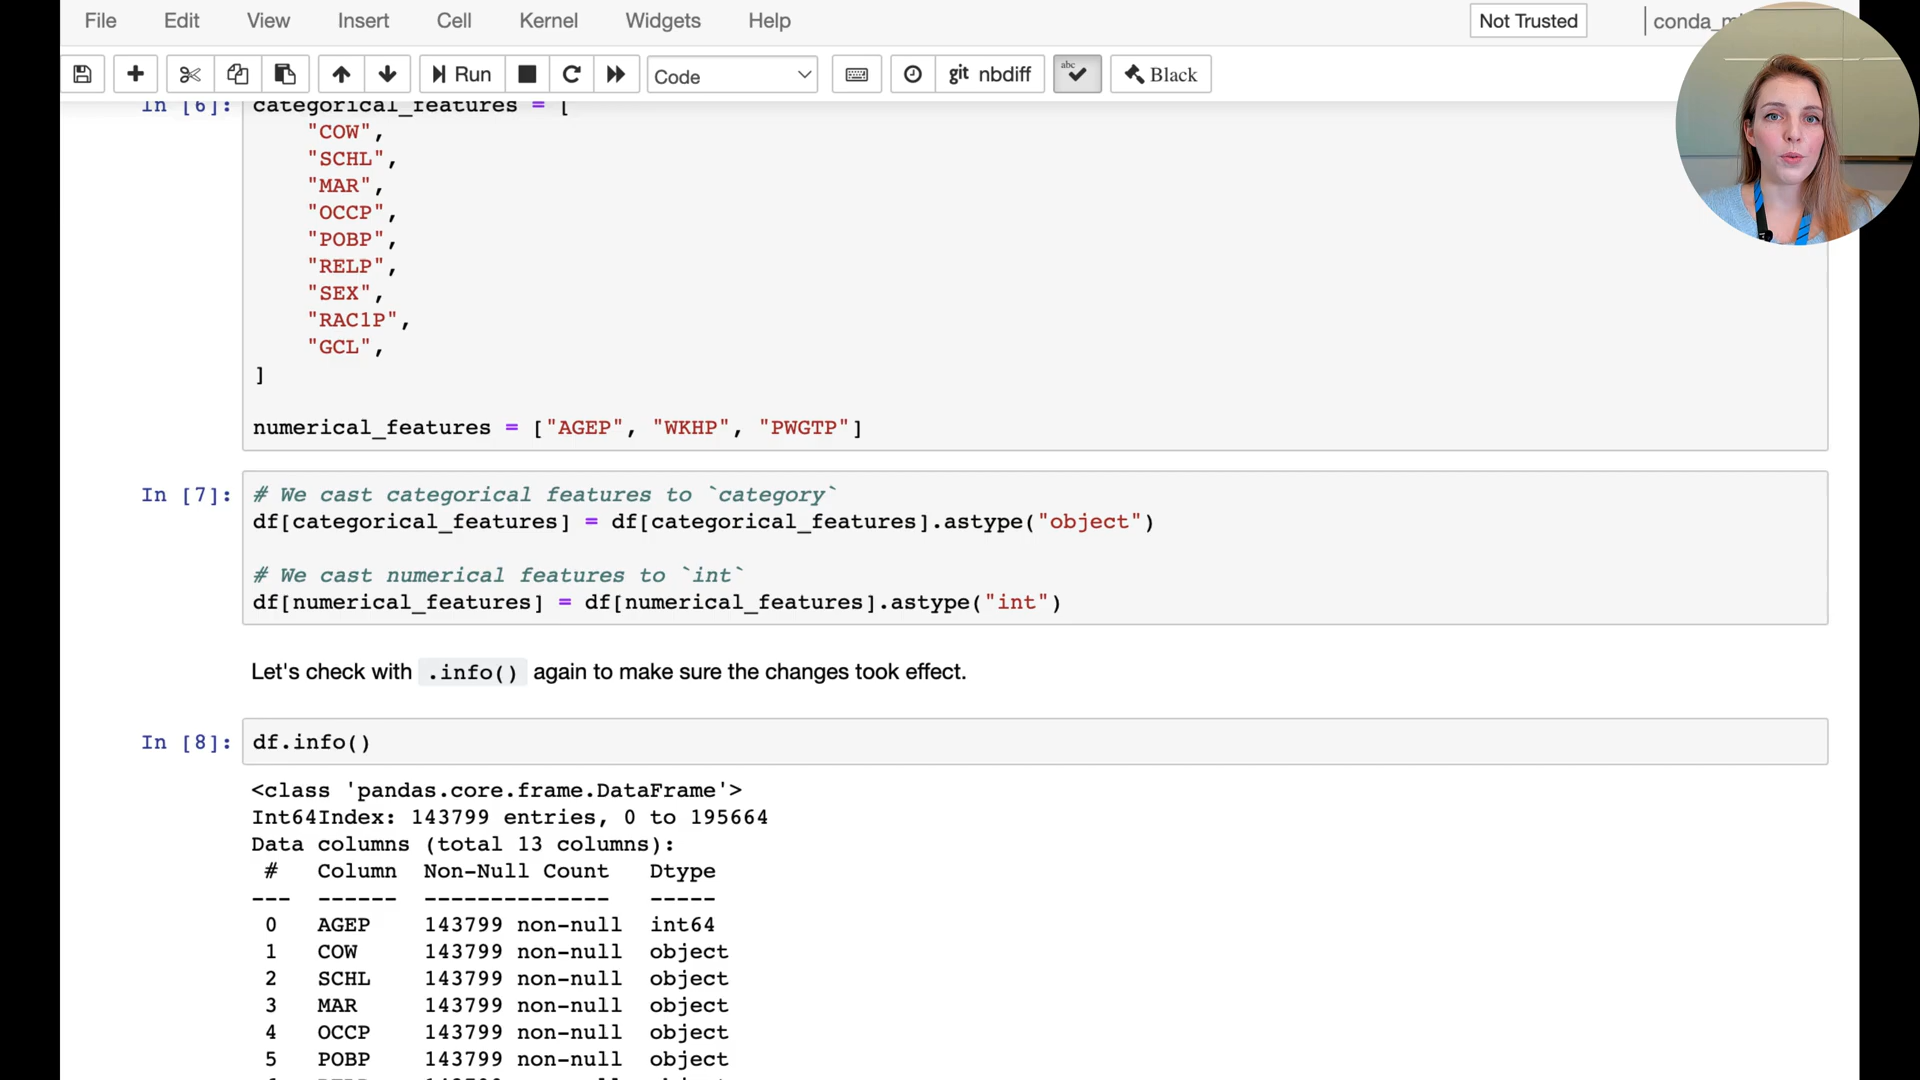 File Edit View Insert Cell Kernel Widgets Help Not Trusted
Run Code git nbdiff abc Black
In [6]: categorical_features = [
"COW",
"SCHL",
"MAR",
"OCCP",
"POBP",
"RELP",
"SEX",
"RAC1P",
"GCL",
]
numerical_features = ["AGEP", "WKHP", "PWGTP"]
In [7]: # We cast categorical features to `category`
df[categorical_features] = df[categorical_features].astype("object")
# We cast numerical features to `int`
df[numerical_features] = df[numerical_features].astype("int")
Let's check with .info() again to make sure the changes took effect.
In [8]: df.info()
<class 'pandas.core.frame.DataFrame'>
Int64Index: 143799 entries, 0 to 195664
Data columns (total 13 columns):
# Column Non-Null Count Dtype
--- ------ -------------- -----
0 AGEP 143799 non-null int64
1 COW 143799 non-null object
2 SCHL 143799 non-null object
3 MAR 143799 non-null object
4 OCCP 143799 non-null object
5 POBP 143799 non-null object